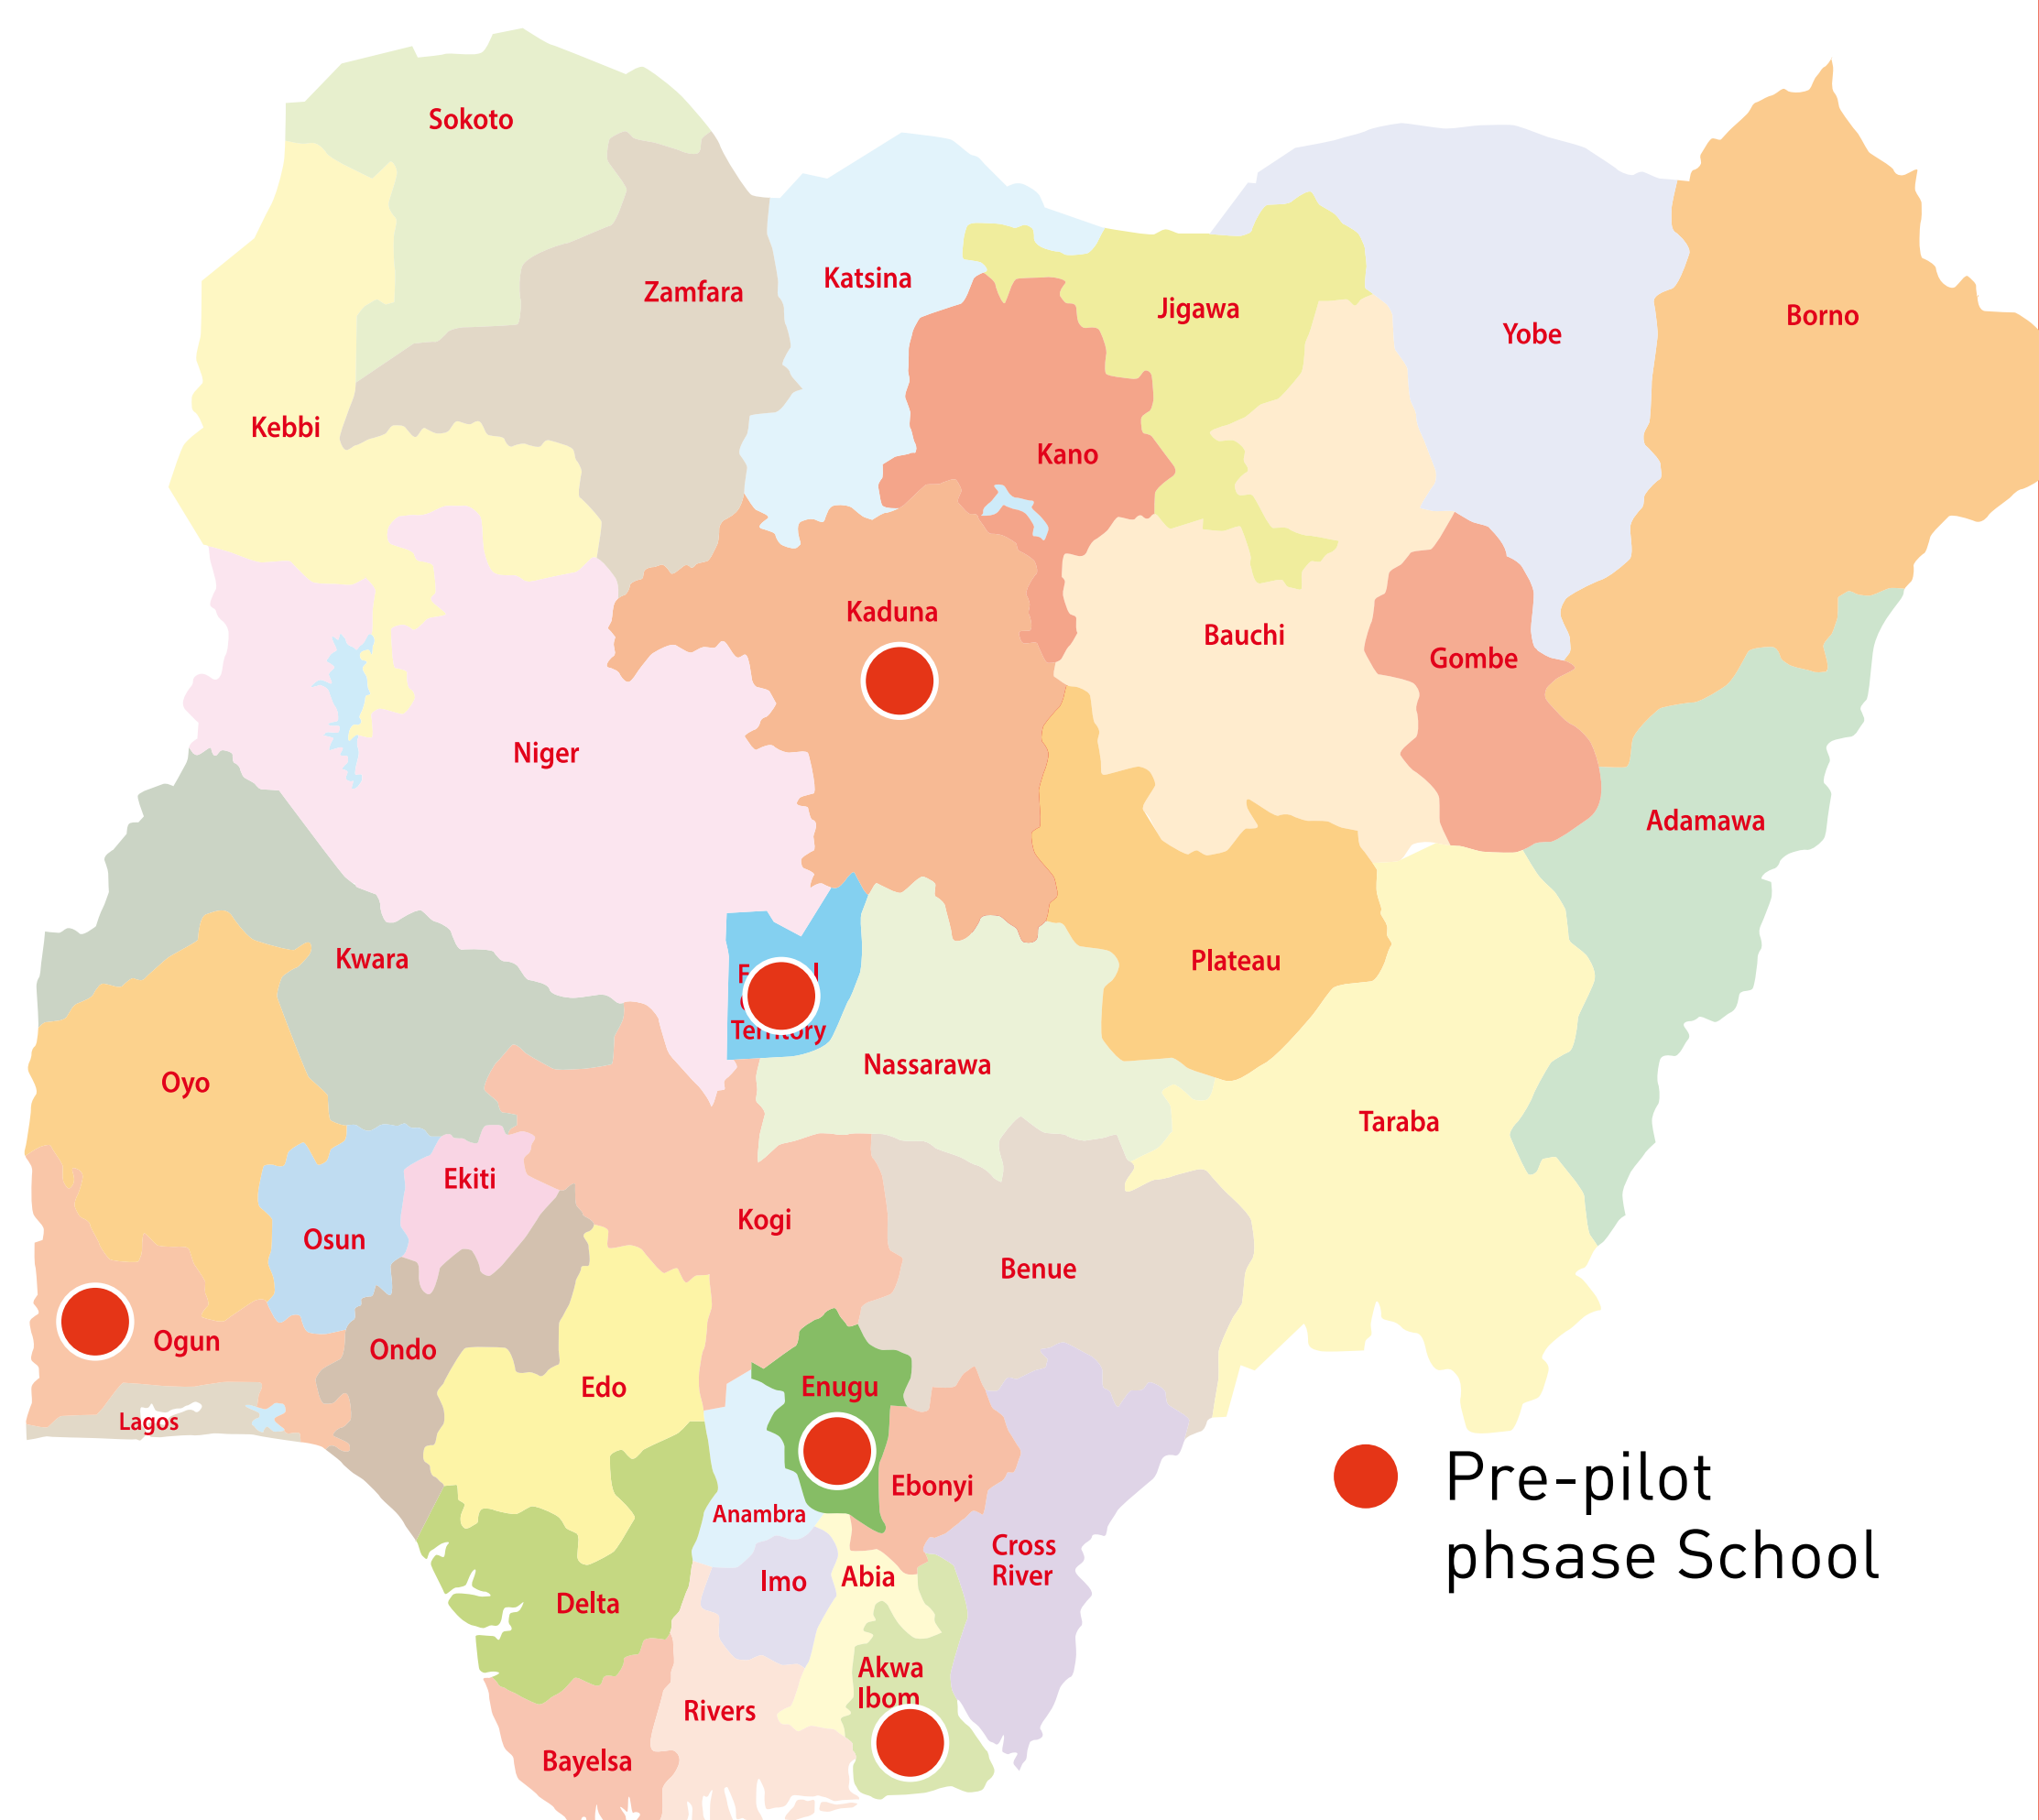 Sokoto
Zamfara
Katsina
Jigawa
Yobe
Borno
Kebbi
Kano
Kaduna
Bauchi
Gombe
Niger
Adamawa
Kwara
Territory
Plateau
Nassarawa
Oyo
Taraba
Ekiti
Osun
Kogi
Benue
Ogun
Ondo
Edo
Enugu
Lagos
Ebonyi
Anambra
Cross
River
Imo
Abia
Delta
Akwa
Ibom
Rivers
Bayelsa
Pre-pilot
phsase School